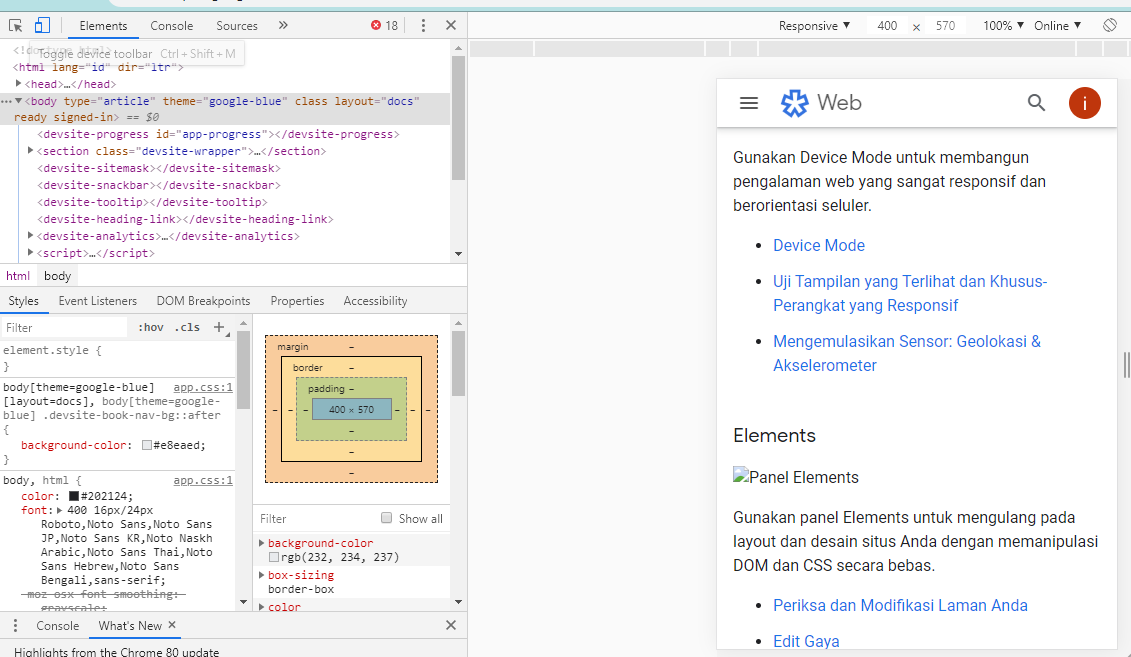 Elements Console Sources » 18
Responsive ▼ 400 × 570 100% ▼ Online ▼
<!doctype html>
Toggle device toolbar Ctrl + Shift + M
<html lang="id" dir="ltr">
<head>…</head>
<body type="article" theme="google-blue" class layout="docs"
ready signed-in> == $0
<devsite-progress id="app-progress"></devsite-progress>
<section class="devsite-wrapper">…</section>
<devsite-sitemask></devsite-sitemask>
<devsite-snackbar></devsite-snackbar>
<devsite-tooltip></devsite-tooltip>
<devsite-heading-link></devsite-heading-link>
<devsite-analytics>…</devsite-analytics>
<script>…</script>
html body
Styles Event Listeners DOM Breakpoints Properties Accessibility
Filter :hov .cls +
element.style {
}
body[theme=google-blue] app.css:1
[layout=docs], body[theme=google-
blue] .devsite-book-nav-bg::after
{
background-color: #e8eaed;
}
body, html { app.css:1
color: #202124;
font: 400 16px/24px
Roboto,Noto Sans,Noto Sans
JP,Noto Sans KR,Noto Naskh
Arabic,Noto Sans Thai,Noto
Sans Hebrew,Noto Sans
Bengali,sans-serif;
-moz-osx-font-smoothing:
grayscale;
margin –
border –
padding –
– – – 400 × 570 – – –
–
–
–
Filter Show all
background-color
rgb(232, 234, 237)
box-sizing
border-box
color
Console What's New ×
Highlights from the Chrome 80 update
Web i
Gunakan Device Mode untuk membangun
pengalaman web yang sangat responsif dan
berorientasi seluler.
• Device Mode
• Uji Tampilan yang Terlihat dan Khusus-
Perangkat yang Responsif
• Mengemulasikan Sensor: Geolokasi &
Akselerometer
Elements
Panel Elements
Gunakan panel Elements untuk mengulang pada
layout dan desain situs Anda dengan memanipulasi
DOM dan CSS secara bebas.
• Periksa dan Modifikasi Laman Anda
• Edit Gaya